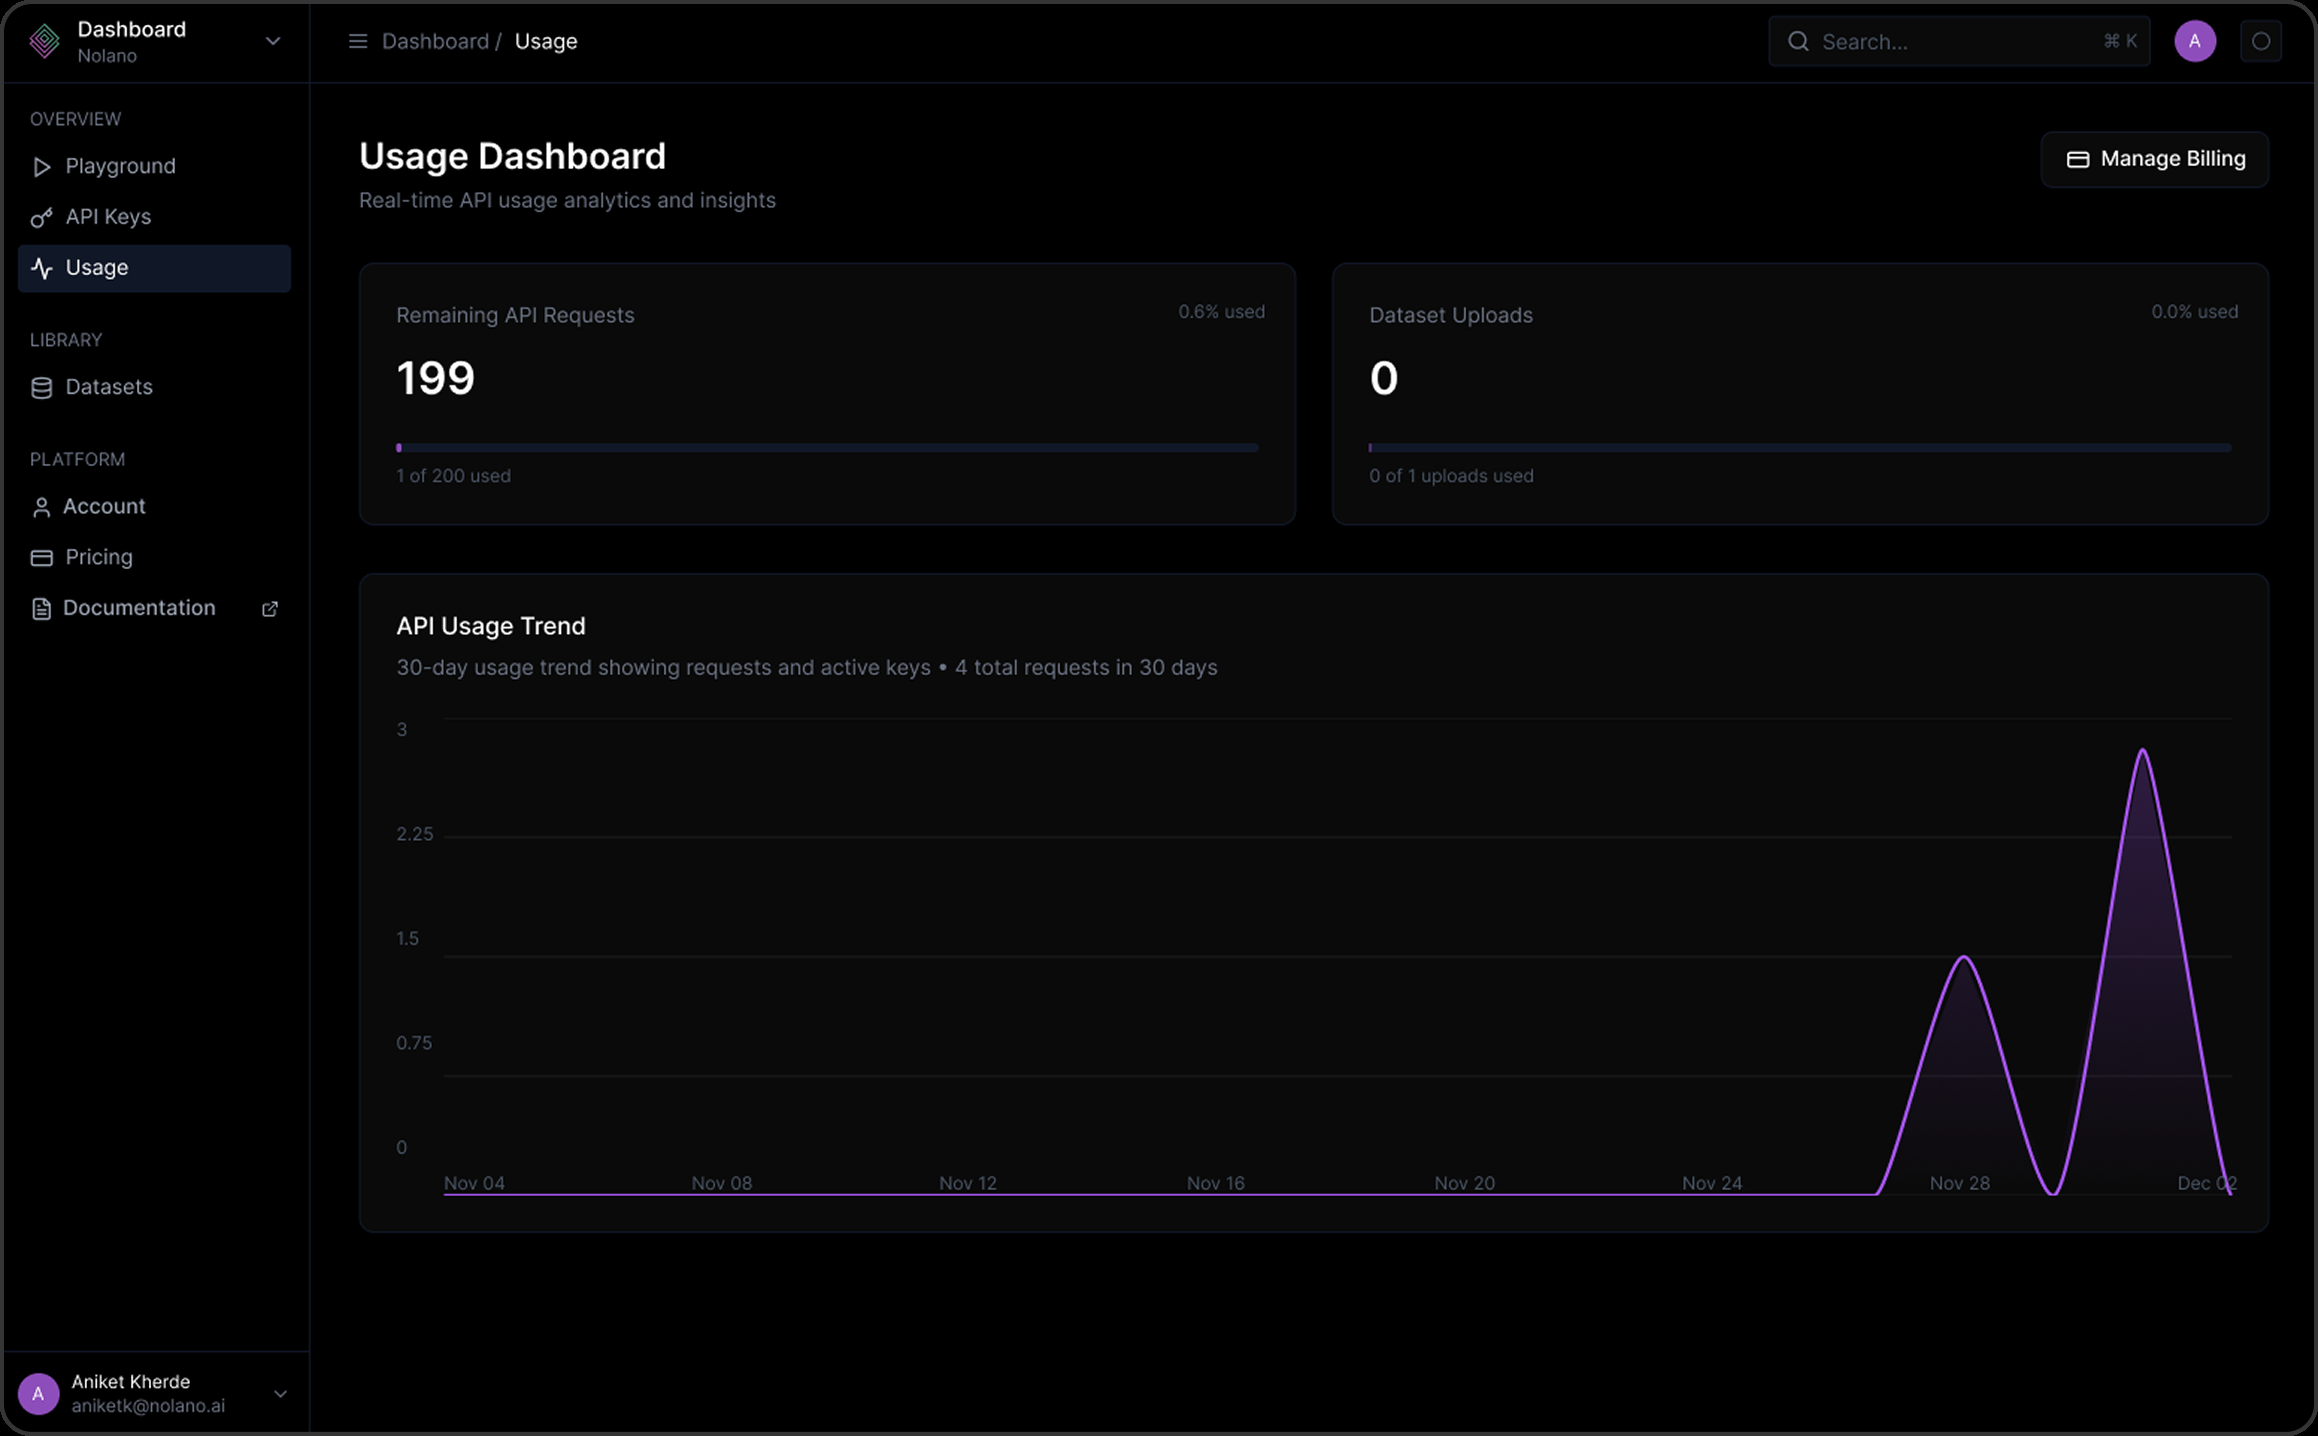 Dashboard
Nolano
Dashboard / Usage
Search...
⌘ K
A
OVERVIEW
Playground
API Keys
Usage
LIBRARY
Datasets
PLATFORM
Account
Pricing
Documentation
A
Aniket Kherde
aniketk@nolano.ai
Usage Dashboard
Real-time API usage analytics and insights
Manage Billing
Remaining API Requests
0.6% used
199
1 of 200 used
Dataset Uploads
0.0% used
0
0 of 1 uploads used
API Usage Trend
30-day usage trend showing requests and active keys • 4 total requests in 30 days
3
2.25
1.5
0.75
0
Nov 04 Nov 08 Nov 12 Nov 16 Nov 20 Nov 24 Nov 28 Dec 02